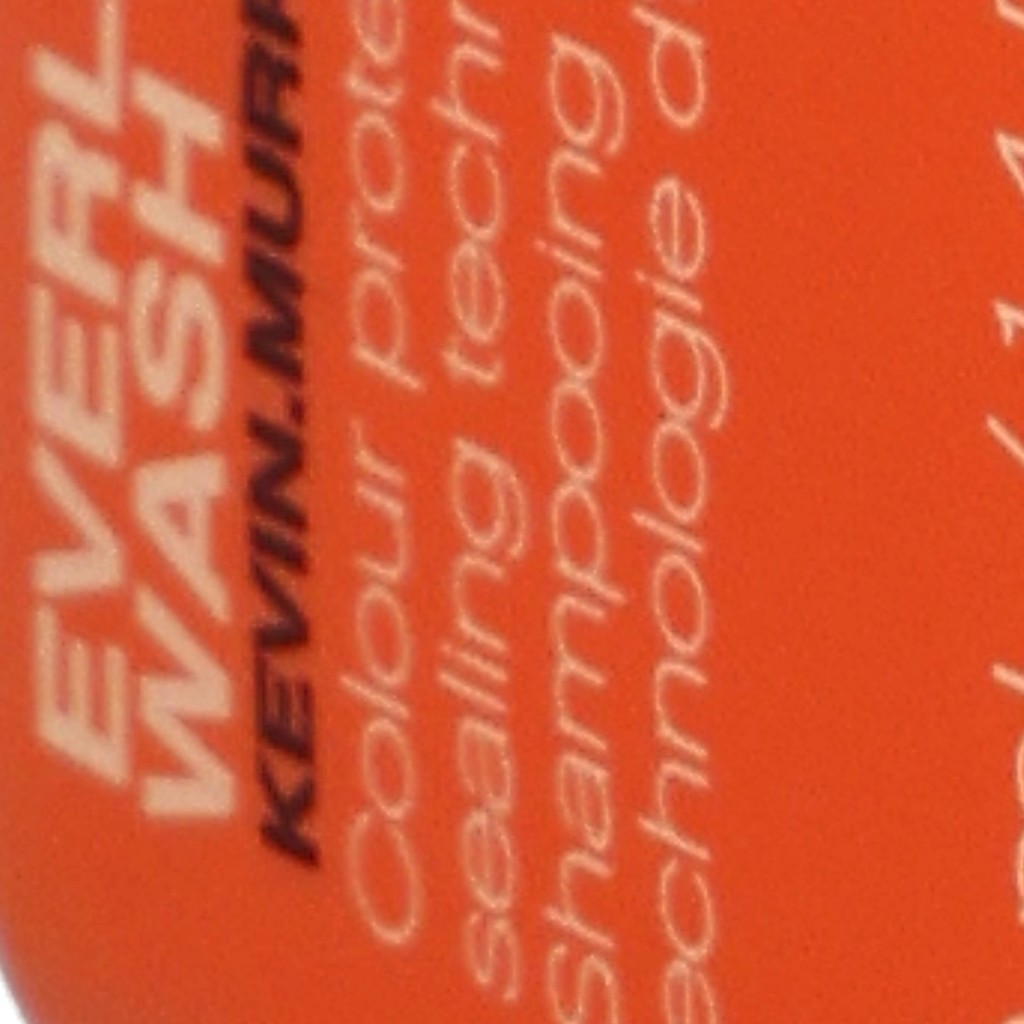 EVERL
WASH
KEVIN.MURP
Colour prote
sealing techn
Shampooing
echnologie d